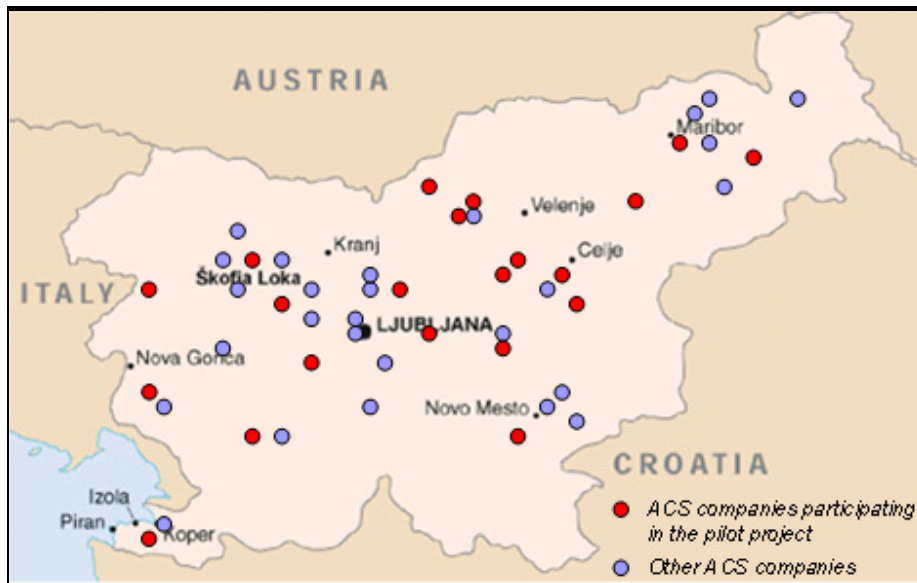 AUSTRIA
Maribor
Velenje
Kranj
Celje
Škofja Loka
ITALY
LJUBLJANA
Nova Gorica
Novo Mesto
CROATIA
Izola
Piran
Koper
ACS companies participating
in the pilot project
Other ACS companies